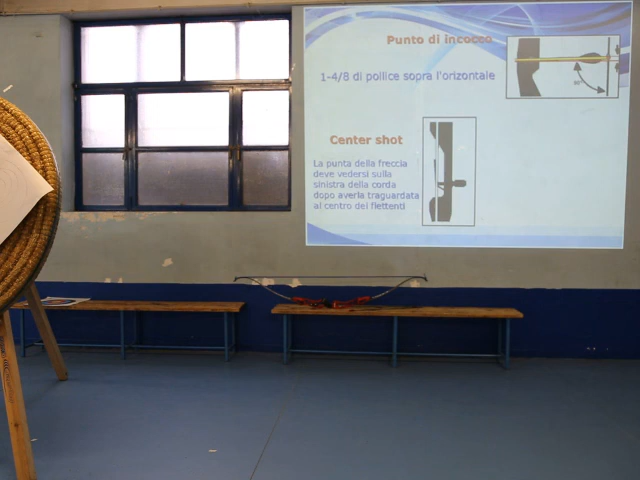 Punto di incocco
1-4/8 di pollice sopra l'orizontale
Center shot
La punta della freccia
deve vedersi sulla
sinistra della corda
dopo averla traguardata
al centro dei flettenti